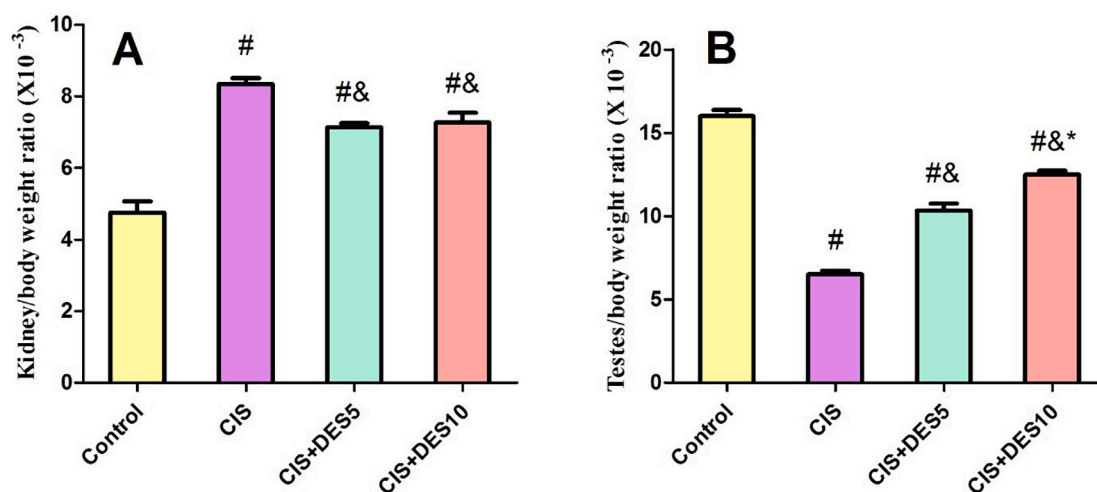 A
Kidney/body weight ratio (X10 -3)
10
8
6
4
2
0
#
#&
#&
Control
CIS
CIS+DES5
CIS+DES10
B
Testes/body weight ratio (X 10 -3)
20
15
10
5
0
#
#&
#&*
Control
CIS
CIS+DES5
CIS+DES10